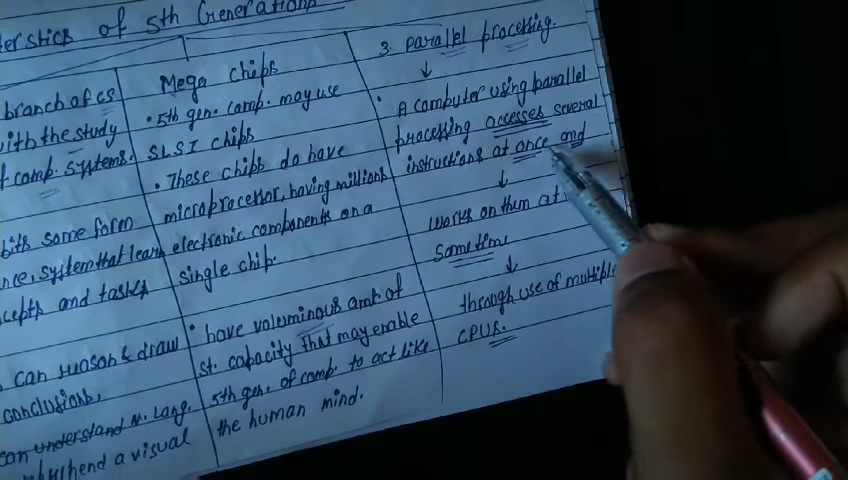 terstics of 5th Generations
branch of cs
with the study
f comp. systems.
bits some form
nce, system that learn
cepts and tasks
can reason & draw
conclusions.
can understand N. Lang.
hend a visual
Mega chips
• 5th gen. comp. may use
SLSI chips
• These chips do have
microprocessor, having millions
electronic components on a
single chip.
• have voluminous amt. of
st. capacity that may enable
5th gen. of comp. to act like
the human mind.
3. parallel processing
↓
• A computer using parallel
processing accesses several
instructions at once and
↓
works on them at
same time
↓
through use of multiple
CPUs.